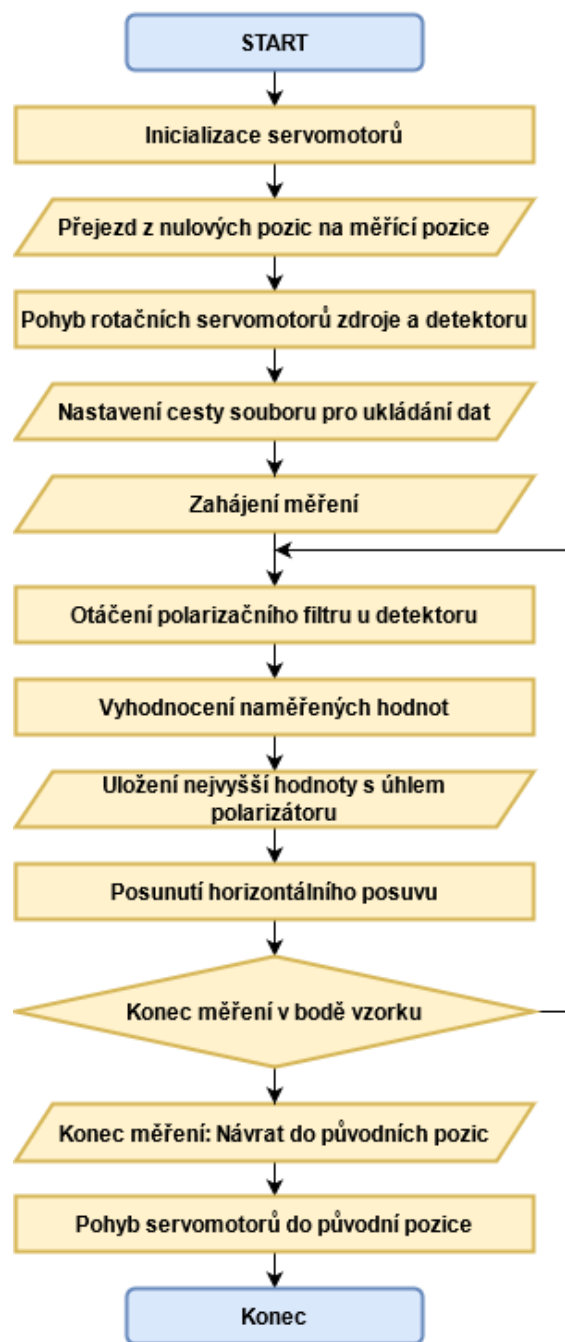 START
Inicializace servomotorů
Přejezd z nulových pozic na měřící pozice
Pohyb rotačních servomotorů zdroje a detektoru
Nastavení cesty souboru pro ukládání dat
Zahájení měření
Otáčení polarizačního filtru u detektoru
Vyhodnocení naměřených hodnot
Uložení nejvyšší hodnoty s úhlem
polarizátoru
Posunutí horizontálního posuvu
Konec měření v bodě vzorku
Konec měření: Návrat do původních pozic
Pohyb servomotorů do původní pozice
Konec